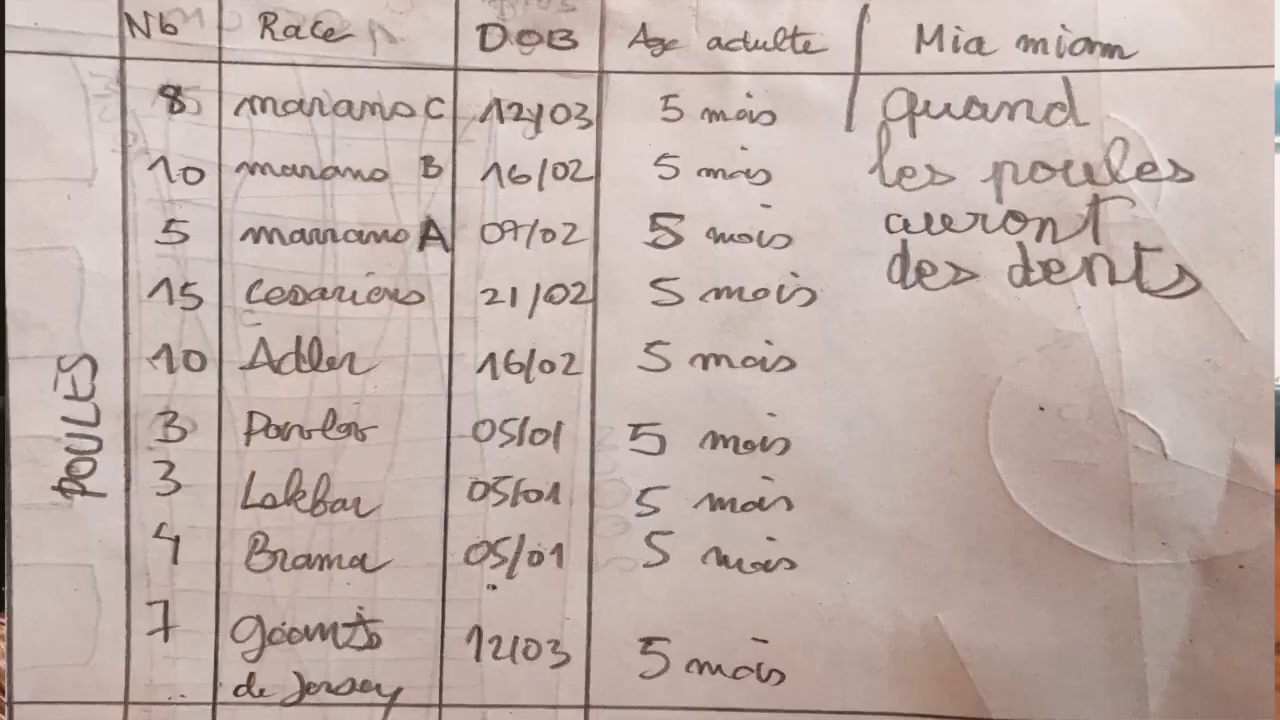 Nb Race DOB Age adulte Mia miam
8 marans C 12/03 5 mois quand
10 marans B 16/02 5 mois les poules
5 marrans A 07/02 5 mois auront
15 21/02 5 mois des dents
10 Adler 16/02 5 mois
3 05/01 5 mois
3 Lakbar 05/01 5 mois
4 Brama 05/01 5 mois
7 géants 12/03 5 mois
de Jersey
POULES